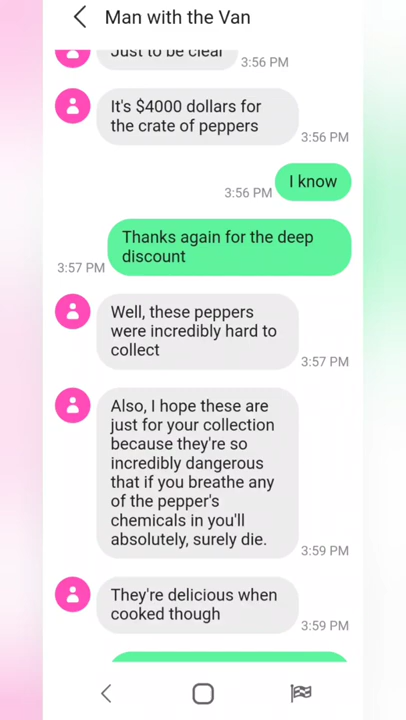 Man with the Van
Just to be clear
3:56 PM
It's $4000 dollars for
the crate of peppers
3:56 PM
I know
3:56 PM
Thanks again for the deep
discount
3:57 PM
Well, these peppers
were incredibly hard to
collect
3:57 PM
Also, I hope these are
just for your collection
because they're so
incredibly dangerous
that if you breathe any
of the pepper's
chemicals in you'll
absolutely, surely die.
3:59 PM
They're delicious when
cooked though
3:59 PM